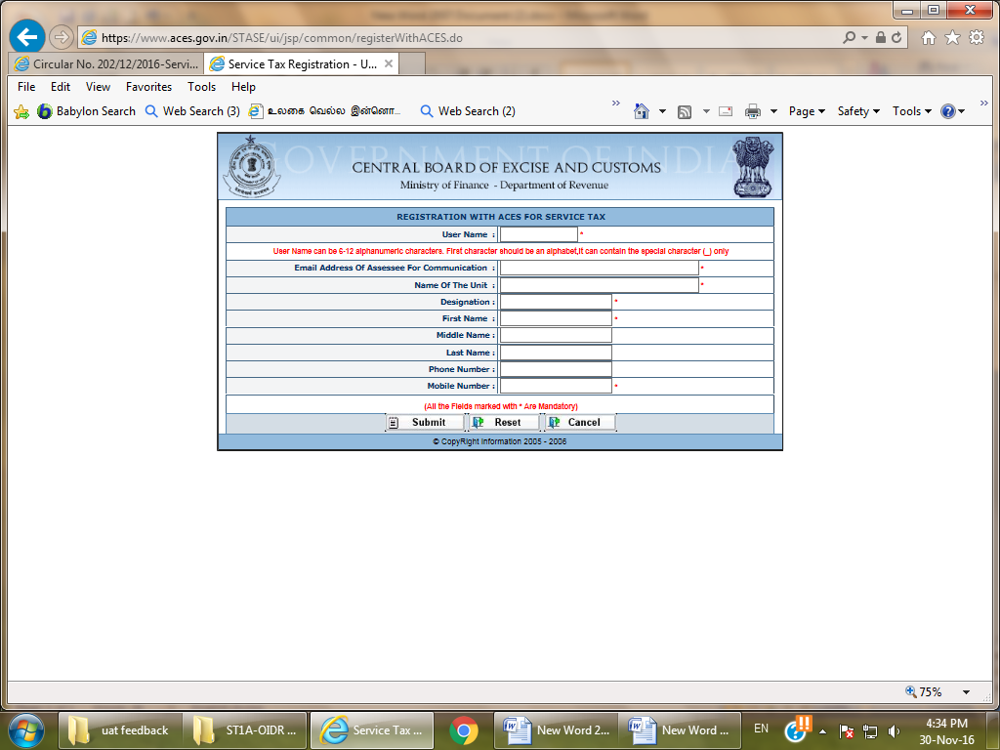 https://www.aces.gov.in/STASE/ui/jsp/common/registerWithACES.do
Circular No. 202/12/2016-Servi... Service Tax Registration - U...
File Edit View Favorites Tools Help
Babylon Search Web Search (3) உலகை வெல்ல இன்னொ... Web Search (2) Page Safety Tools
GOVERNMENT OF INDIA
CENTRAL BOARD OF EXCISE AND CUSTOMS
Ministry of Finance - Department of Revenue
REGISTRATION WITH ACES FOR SERVICE TAX
User Name : *
User Name can be 6-12 alphanumeric characters. First character should be an alphabet,it can contain the special character (_) only
Email Address Of Assessee For Communication : *
Name Of The Unit : *
Designation : *
First Name : *
Middle Name :
Last Name :
Phone Number :
Mobile Number : *
(All the Fields marked with * Are Mandatory)
Submit Reset Cancel
© CopyRight Information 2005 - 2006
75%
uat feedback ST1A-OIDR ... Service Tax ... New Word 2... New Word ... EN 4:34 PM
30-Nov-16